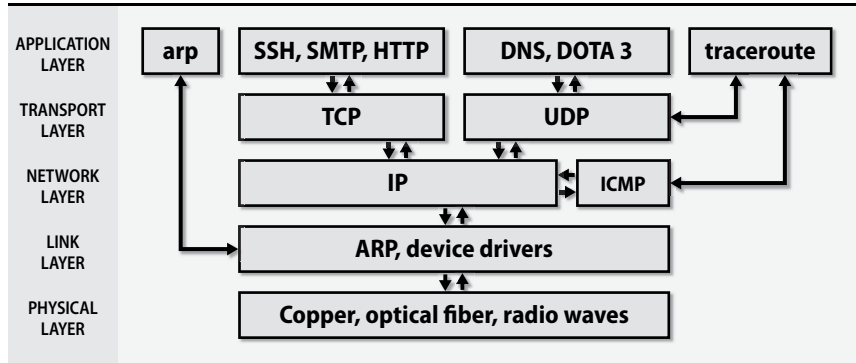 APPLICATION
LAYER
arp
SSH, SMTP, HTTP
DNS, DOTA 3
traceroute
TRANSPORT
LAYER
TCP
UDP
NETWORK
LAYER
IP
ICMP
LINK
LAYER
ARP, device drivers
PHYSICAL
LAYER
Copper, optical fiber, radio waves